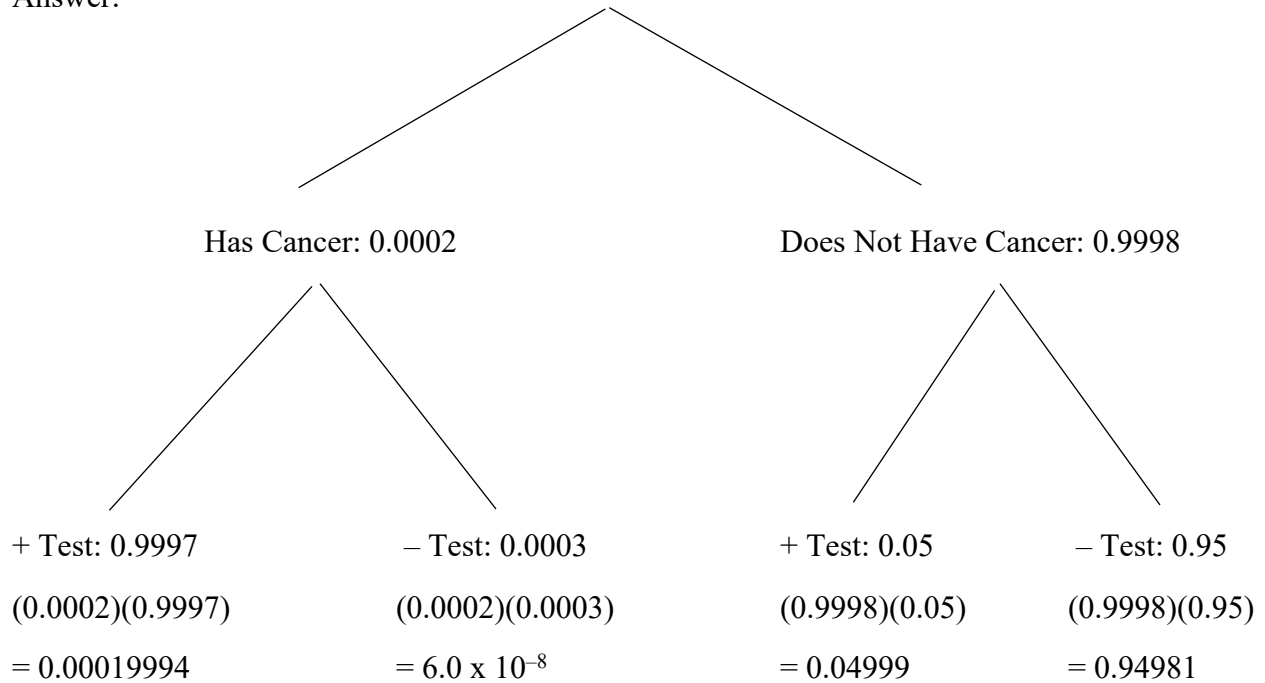 Answer:
Has Cancer: 0.0002 Does Not Have Cancer: 0.9998
+ Test: 0.9997 – Test: 0.0003 + Test: 0.05 – Test: 0.95
(0.0002)(0.9997) (0.0002)(0.0003) (0.9998)(0.05) (0.9998)(0.95)
= 0.00019994 = 6.0 x 10⁻⁸ = 0.04999 = 0.94981